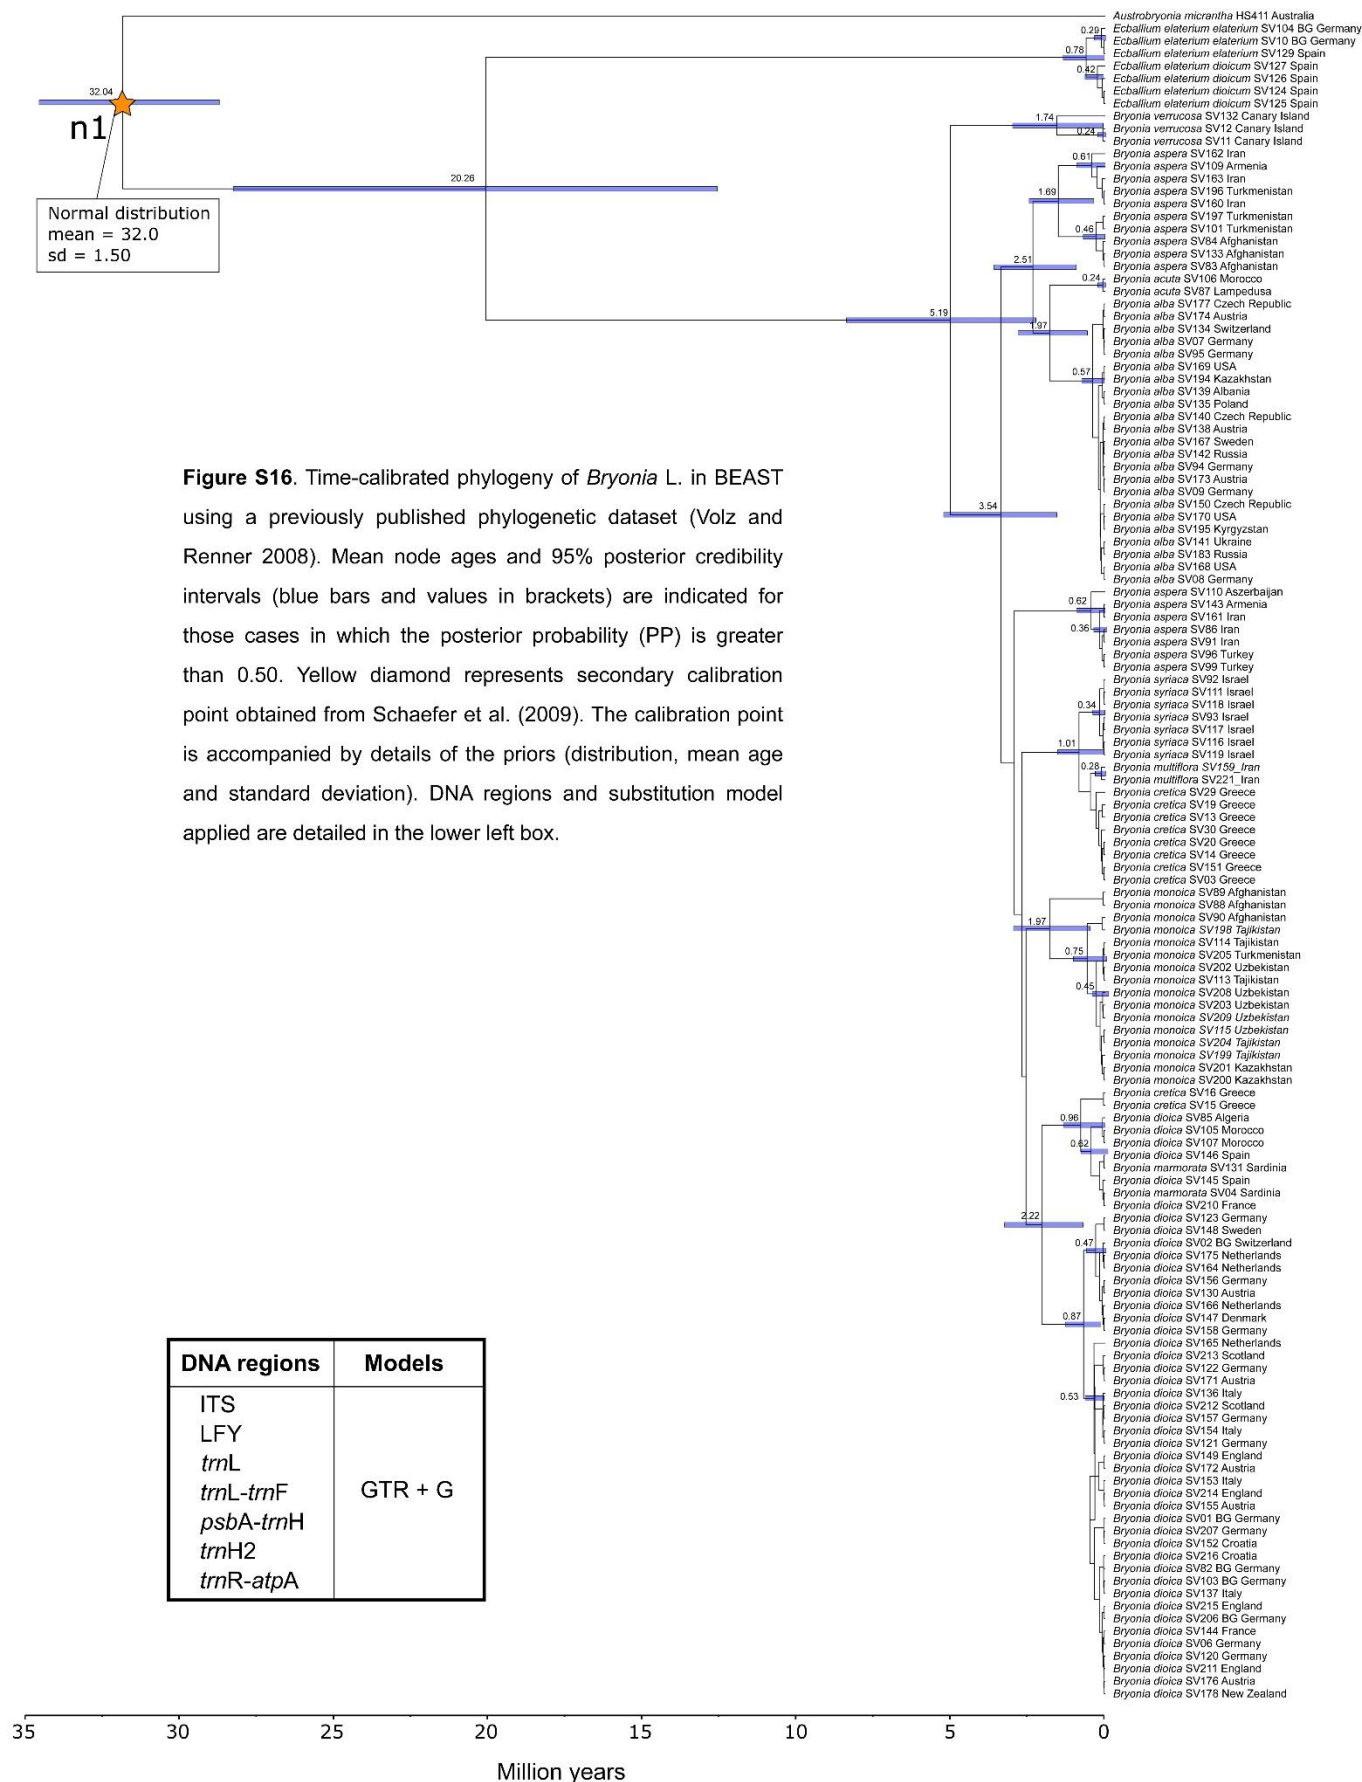 Austrobryonia micrantha HS411 Australia
0.29
Ecballium elaterium elaterium SV104 BG Germany
Ecballium elaterium elaterium SV10 BG Germany
0.78
Ecballium elaterium elaterium SV129 Spain
Ecballium elaterium dioicum SV127 Spain
0.42
Ecballium elaterium dioicum SV126 Spain
Ecballium elaterium dioicum SV124 Spain
32.04
Ecballium elaterium dioicum SV125 Spain
n1
1.74
Bryonia verrucosa SV132 Canary Island
0.24
Bryonia verrucosa SV12 Canary Island
Bryonia verrucosa SV11 Canary Island
0.61
Bryonia aspera SV162 Iran
Bryonia aspera SV109 Armenia
20.26
Bryonia aspera SV163 Iran
1.69
Bryonia aspera SV196 Turkmenistan
Bryonia aspera SV160 Iran
Normal distribution
mean = 32.0
sd = 1.50
Bryonia aspera SV197 Turkmenistan
0.46
Bryonia aspera SV101 Turkmenistan
Bryonia aspera SV84 Afghanistan
Bryonia aspera SV133 Afghanistan
2.51
Bryonia aspera SV83 Afghanistan
0.24
Bryonia acuta SV106 Morocco
Bryonia acuta SV87 Lampedusa
Bryonia alba SV177 Czech Republic
5.19
Bryonia alba SV174 Austria
1.97
Bryonia alba SV134 Switzerland
Bryonia alba SV07 Germany
Bryonia alba SV95 Germany
Bryonia alba SV169 USA
0.57
Bryonia alba SV194 Kazakhstan
Bryonia alba SV139 Albania
Bryonia alba SV135 Poland
Bryonia alba SV140 Czech Republic
Bryonia alba SV138 Austria
Bryonia alba SV167 Sweden
Bryonia alba SV142 Russia
Bryonia alba SV94 Germany
Bryonia alba SV173 Austria
Bryonia alba SV09 Germany
Bryonia alba SV150 Czech Republic
3.54
Bryonia alba SV170 USA
Bryonia alba SV195 Kyrgyzstan
Bryonia alba SV141 Ukraine
Bryonia alba SV183 Russia
Bryonia alba SV168 USA
Bryonia alba SV08 Germany
Figure S16. Time-calibrated phylogeny of Bryonia L. in BEAST
using a previously published phylogenetic dataset (Volz and
Renner 2008). Mean node ages and 95% posterior credibility
intervals (blue bars and values in brackets) are indicated for
those cases in which the posterior probability (PP) is greater
than 0.50. Yellow diamond represents secondary calibration
point obtained from Schaefer et al. (2009). The calibration point
is accompanied by details of the priors (distribution, mean age
and standard deviation). DNA regions and substitution model
applied are detailed in the lower left box.
Bryonia aspera SV110 Aszerbaijan
0.62
Bryonia aspera SV143 Armenia
Bryonia aspera SV161 Iran
0.36
Bryonia aspera SV86 Iran
Bryonia aspera SV91 Iran
Bryonia aspera SV96 Turkey
Bryonia aspera SV99 Turkey
Bryonia syriaca SV92 Israel
Bryonia syriaca SV111 Israel
0.34
Bryonia syriaca SV118 Israel
Bryonia syriaca SV93 Israel
Bryonia syriaca SV117 Israel
1.01
Bryonia syriaca SV116 Israel
Bryonia syriaca SV119 Israel
0.28
Bryonia multiflora SV159_Iran
Bryonia multiflora SV221_Iran
Bryonia cretica SV29 Greece
Bryonia cretica SV19 Greece
Bryonia cretica SV13 Greece
Bryonia cretica SV30 Greece
Bryonia cretica SV20 Greece
Bryonia cretica SV14 Greece
Bryonia cretica SV151 Greece
Bryonia cretica SV03 Greece
Bryonia monoica SV89 Afghanistan
Bryonia monoica SV88 Afghanistan
1.97
Bryonia monoica SV90 Afghanistan
Bryonia monoica SV198 Tajikistan
Bryonia monoica SV114 Tajikistan
0.75
Bryonia monoica SV205 Turkmenistan
Bryonia monoica SV202 Uzbekistan
Bryonia monoica SV113 Tajikistan
0.45
Bryonia monoica SV208 Uzbekistan
Bryonia monoica SV203 Uzbekistan
Bryonia monoica SV209 Uzbekistan
Bryonia monoica SV115 Uzbekistan
Bryonia monoica SV204 Tajikistan
Bryonia monoica SV199 Tajikistan
Bryonia monoica SV201 Kazakhstan
Bryonia monoica SV200 Kazakhstan
Bryonia cretica SV16 Greece
Bryonia cretica SV15 Greece
0.96
Bryonia dioica SV85 Algeria
Bryonia dioica SV105 Morocco
Bryonia dioica SV107 Morocco
0.62
Bryonia dioica SV146 Spain
Bryonia marmorata SV131 Sardinia
Bryonia dioica SV145 Spain
Bryonia marmorata SV04 Sardinia
Bryonia dioica SV210 France
2.22
Bryonia dioica SV123 Germany
Bryonia dioica SV148 Sweden
0.47
Bryonia dioica SV02 BG Switzerland
Bryonia dioica SV175 Netherlands
Bryonia dioica SV164 Netherlands
Bryonia dioica SV156 Germany
Bryonia dioica SV130 Austria
Bryonia dioica SV166 Netherlands
0.87
Bryonia dioica SV147 Denmark
Bryonia dioica SV158 Germany
Bryonia dioica SV165 Netherlands
Bryonia dioica SV213 Scotland
Bryonia dioica SV122 Germany
Bryonia dioica SV171 Austria
0.53
Bryonia dioica SV136 Italy
Bryonia dioica SV212 Scotland
Bryonia dioica SV157 Germany
Bryonia dioica SV154 Italy
Bryonia dioica SV121 Germany
Bryonia dioica SV149 England
Bryonia dioica SV172 Austria
Bryonia dioica SV153 Italy
Bryonia dioica SV214 England
Bryonia dioica SV155 Austria
Bryonia dioica SV01 BG Germany
Bryonia dioica SV207 Germany
Bryonia dioica SV152 Croatia
Bryonia dioica SV216 Croatia
Bryonia dioica SV82 BG Germany
Bryonia dioica SV103 BG Germany
Bryonia dioica SV137 Italy
Bryonia dioica SV215 England
Bryonia dioica SV206 BG Germany
Bryonia dioica SV144 France
Bryonia dioica SV06 Germany
Bryonia dioica SV120 Germany
Bryonia dioica SV211 England
Bryonia dioica SV176 Austria
Bryonia dioica SV178 New Zealand
DNA regions Models
ITS
LFY
trnL
trnL-trnF GTR + G
psbA-trnH
trnH2
trnR-atpA
35 30 25 20 15 10 5 0
Million years